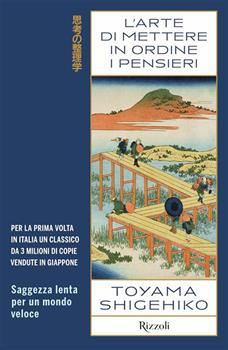 思考の整理学
L'ARTE
DI METTERE
IN ORDINE
I PENSIERI
PER LA PRIMA VOLTA
IN ITALIA UN CLASSICO
DA 3 MILIONI DI COPIE
VENDUTE IN GIAPPONE
Saggezza lenta
per un mondo
veloce
TOYAMA
SHIGEHIKO
Rizzoli